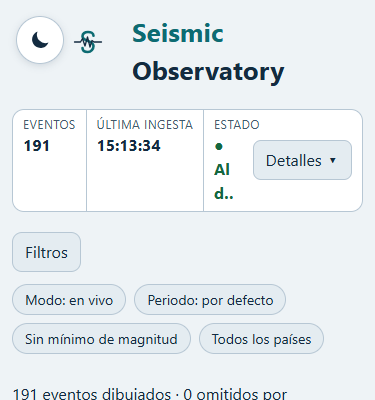 Seismic
Observatory
EVENTOS
191
ÚLTIMA INGESTA
15:13:34
ESTADO
●
Al
d..
Detalles ▼
Filtros
Modo: en vivo
Periodo: por defecto
Sin mínimo de magnitud
Todos los países
191 eventos dibujados · 0 omitidos por